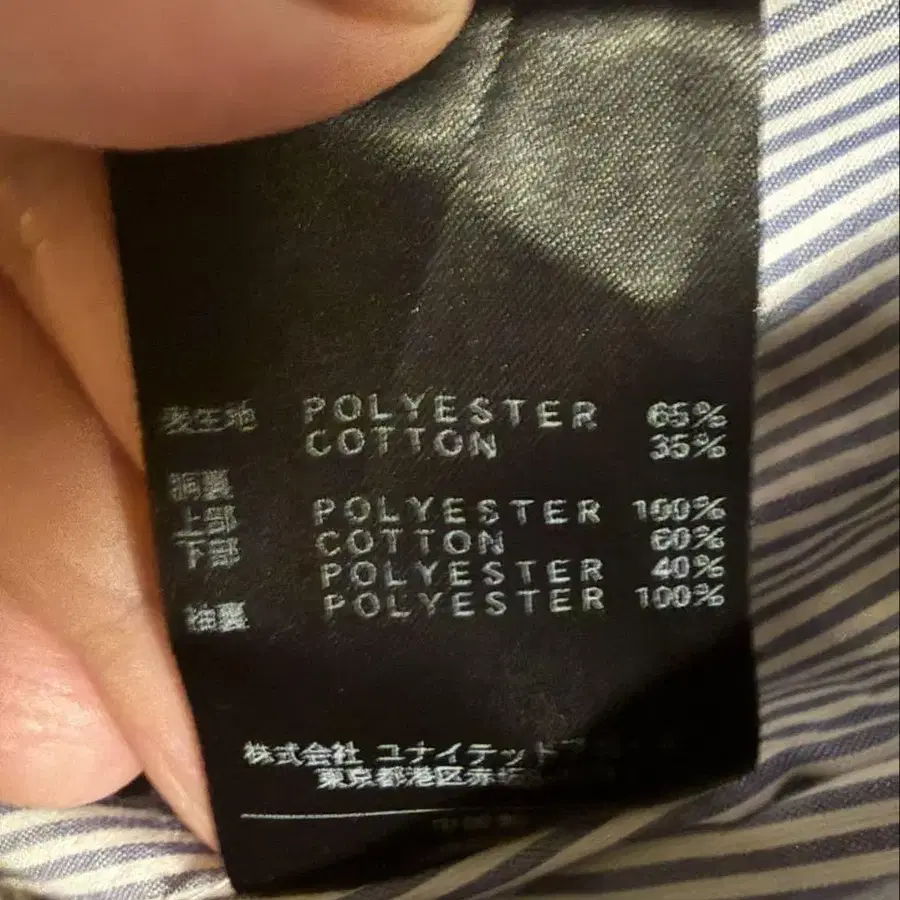 表生地 POLYESTER 65%
COTTON 35%
胴裏
上部 POLYESTER 100%
下部 COTTON 60%
POLYESTER 40%
袖裏 POLYESTER 100%
株式会社 ユナイテッド
東京都港区赤坂